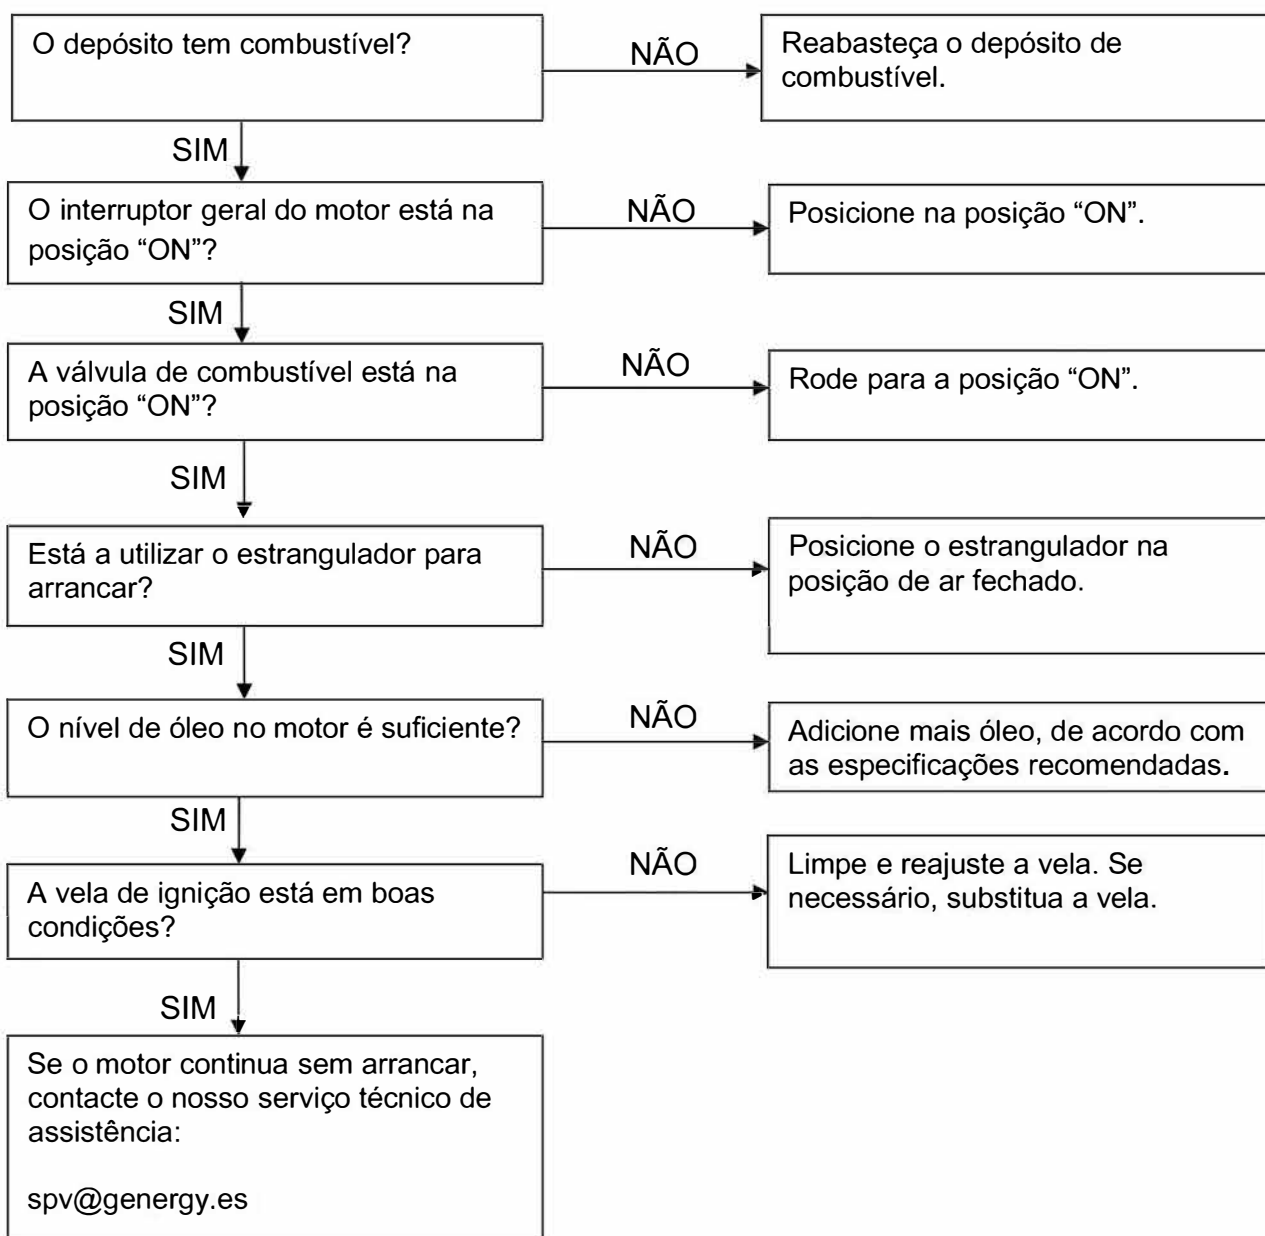 O depósito tem combustível?
NÃO
Reabasteça o depósito de
combustível.
SIM
O interruptor geral do motor está na
posição “ON”?
NÃO
Posicione na posição “ON”.
SIM
A válvula de combustível está na
posição “ON”?
NÃO
Rode para a posição “ON”.
SIM
Está a utilizar o estrangulador para
arrancar?
NÃO
Posicione o estrangulador na
posição de ar fechado.
SIM
O nível de óleo no motor é suficiente?
NÃO
Adicione mais óleo, de acordo com
as especificações recomendadas.
SIM
A vela de ignição está em boas
condições?
NÃO
Limpe e reajuste a vela. Se
necessário, substitua a vela.
SIM
Se o motor continua sem arrancar,
contacte o nosso serviço técnico de
assistência:
spv@genergy.es